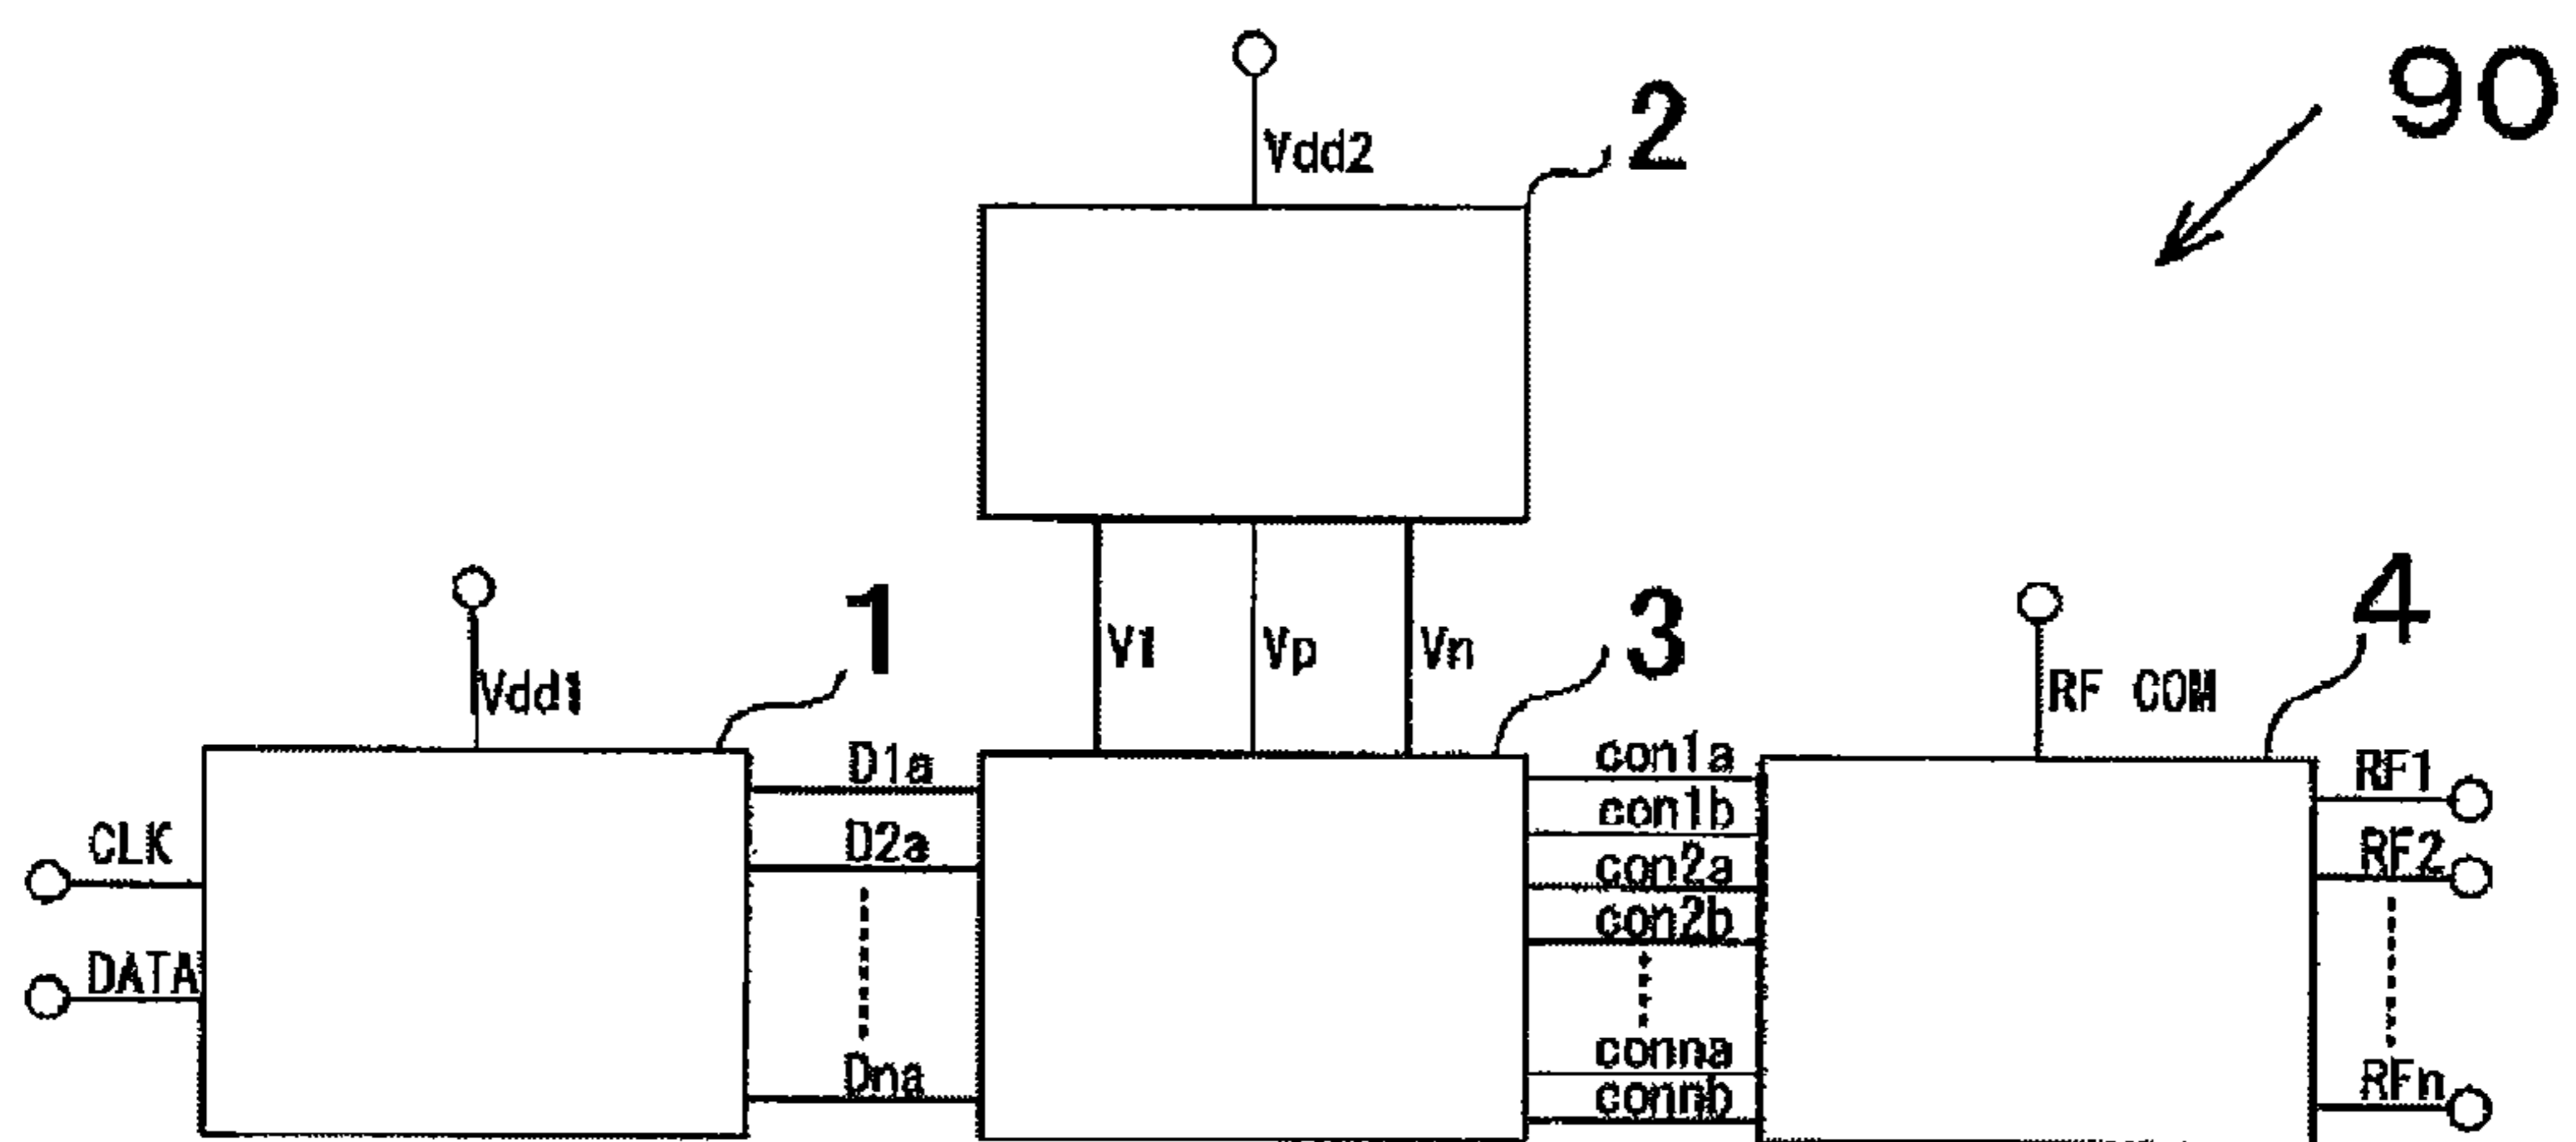 90
2
Vdd2
1
Vdd1
V1
Vp
Vn
3
4
RF COM
CLK
DATA
D1a
D2a
Dna
con1a
con1b
con2a
con2b
conna
connb
RF1
RF2
RFn